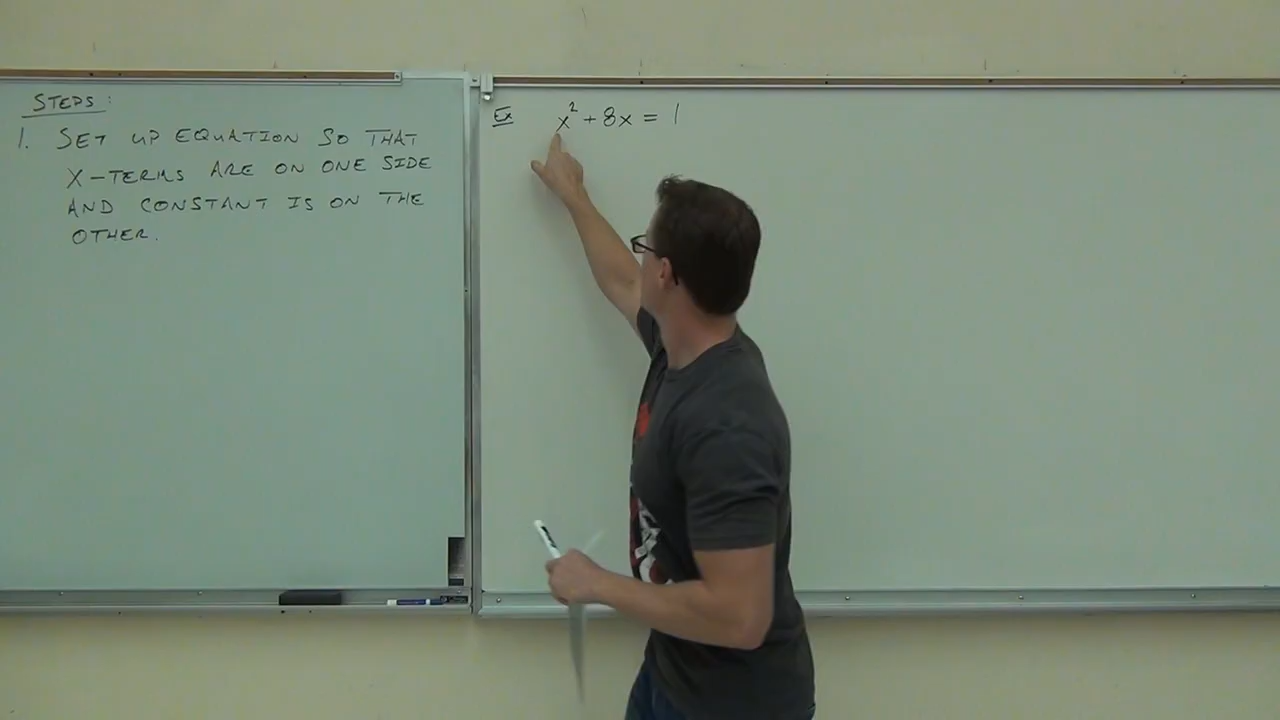 STEPS:
1. SET UP EQUATION SO THAT
X-TERMS ARE ON ONE SIDE
AND CONSTANT IS ON THE
OTHER.
Ex x² + 8x = 1